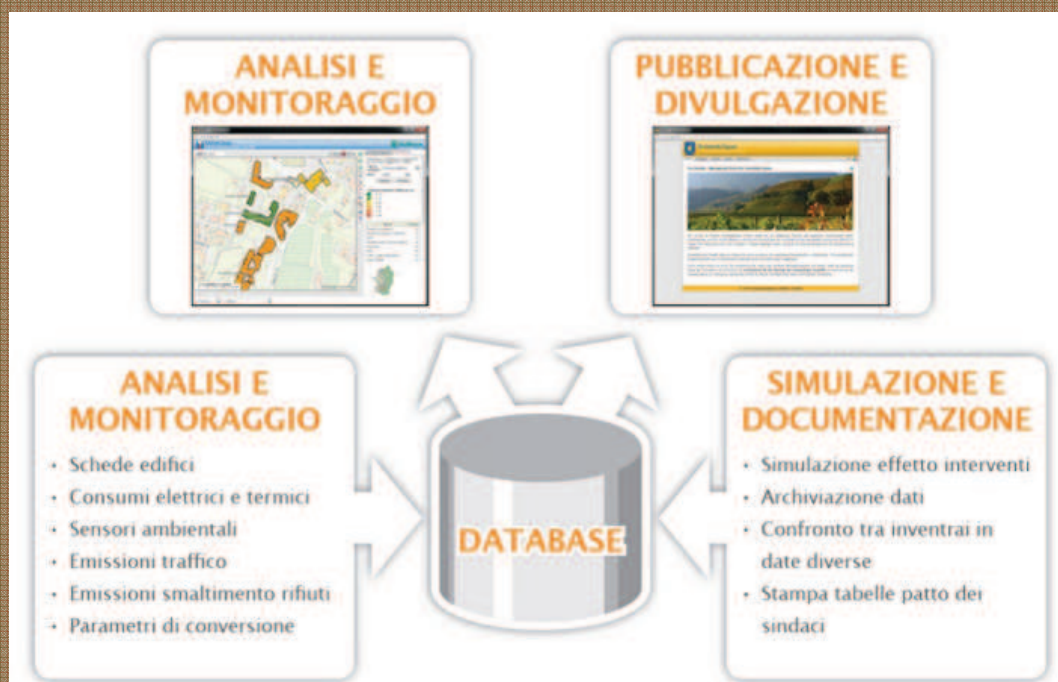 ANALISI E
MONITORAGGIO
PUBBLICAZIONE E
DIVULGAZIONE
ANALISI E
MONITORAGGIO
• Schede edifici
• Consumi elettrici e termici
• Sensori ambientali
• Emissioni traffico
• Emissioni smaltimento rifiuti
• Parametri di conversione
DATABASE
SIMULAZIONE E
DOCUMENTAZIONE
• Simulazione effetto interventi
• Archiviazione dati
• Confronto tra inventrai in
date diverse
• Stampa tabelle patto dei
sindaci